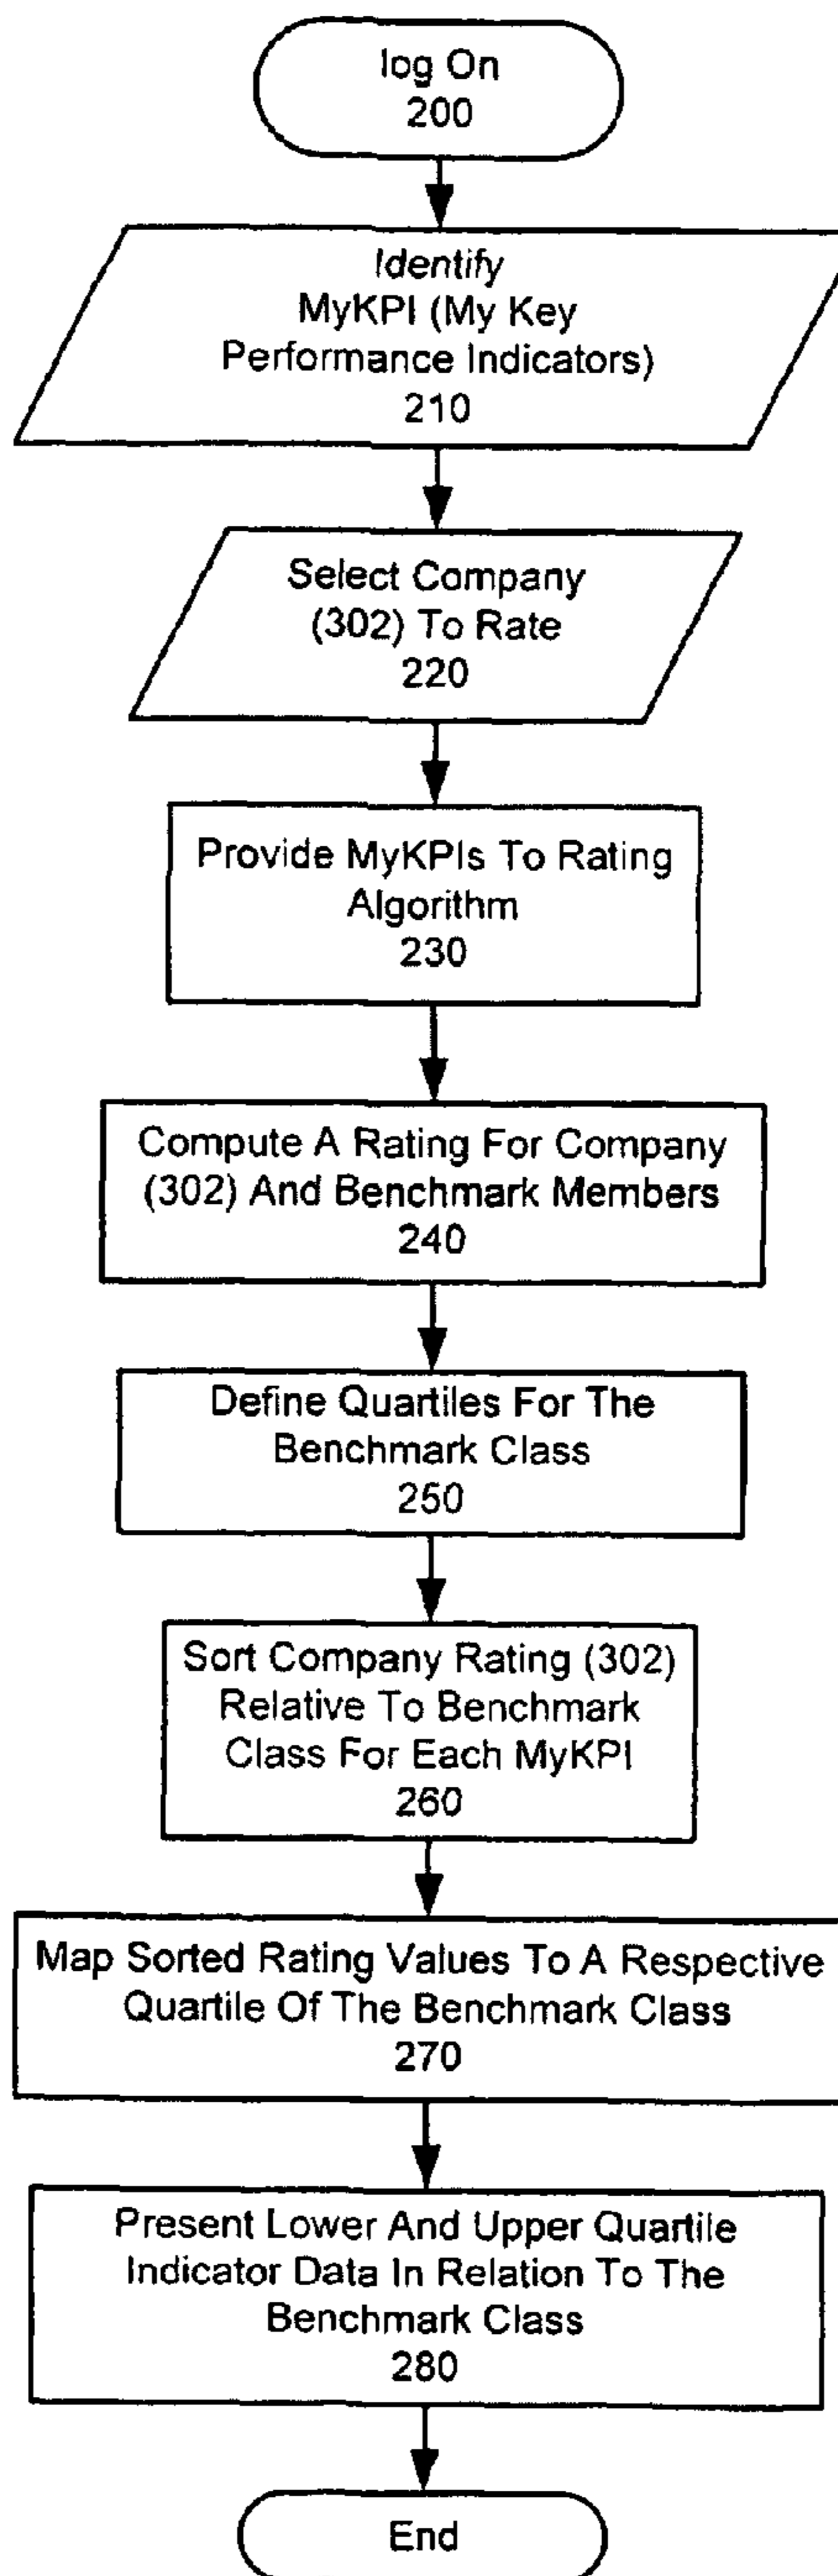 log On
200
Identify
MyKPI (My Key
Performance Indicators)
210
Select Company
(302) To Rate
220
Provide MyKPIs To Rating
Algorithm
230
Compute A Rating For Company
(302) And Benchmark Members
240
Define Quartiles For The
Benchmark Class
250
Sort Company Rating (302)
Relative To Benchmark
Class For Each MyKPI
260
Map Sorted Rating Values To A Respective
Quartile Of The Benchmark Class
270
Present Lower And Upper Quartile
Indicator Data In Relation To The
Benchmark Class
280
End